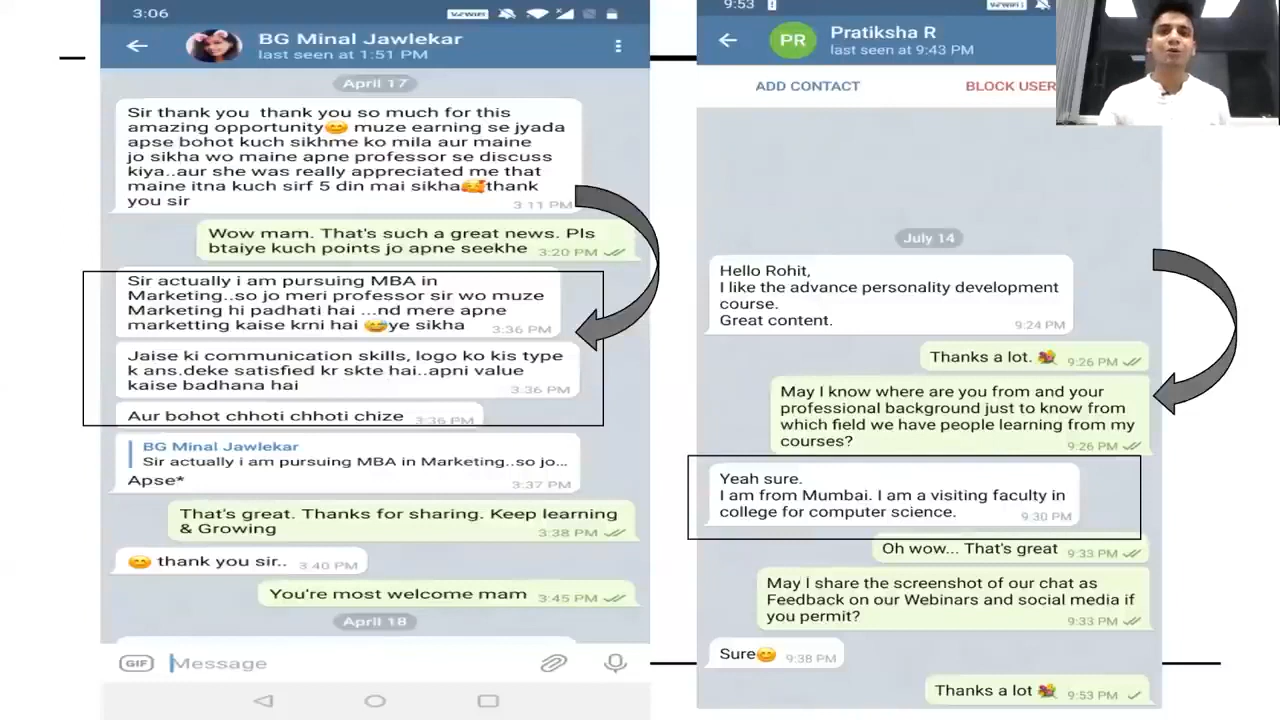 3:06
VoWiFi
BG Minal Jawlekar
last seen at 1:51 PM
April 17
Sir thank you thank you so much for this
amazing opportunity😊 muze earning se jyada
apse bohot kuch sikhme ko mila aur maine
jo sikha wo maine apne professor se discuss
kiya..aur she was really appreciated me that
maine itna kuch sirf 5 din mai sikha🥰thank
you sir
3:11 PM
Wow mam. That's such a great news. Pls
btaiye kuch points jo apne seekhe 3:20 PM
Sir actually i am pursuing MBA in
Marketing..so jo meri professor sir wo muze
Marketing hi padhati hai ...nd mere apne
marketting kaise krni hai 😅ye sikha 3:36 PM
Jaise ki communication skills, logo ko kis type
k ans.deke satisfied kr skte hai..apni value
kaise badhana hai 3:36 PM
Aur bohot chhoti chhoti chize 3:36 PM
BG Minal Jawlekar
Sir actually i am pursuing MBA in Marketing..so jo...
Apse* 3:37 PM
That's great. Thanks for sharing. Keep learning
& Growing 3:38 PM
😊 thank you sir.. 3:40 PM
You're most welcome mam 3:45 PM
April 18
GIF Message
9:53
VoWiFi
PR
Pratiksha R
last seen at 9:43 PM
ADD CONTACT BLOCK USER
July 14
Hello Rohit,
I like the advance personality development
course.
Great content. 9:24 PM
Thanks a lot. 💐 9:26 PM
May I know where are you from and your
professional background just to know from
which field we have people learning from my
courses? 9:26 PM
Yeah sure.
I am from Mumbai. I am a visiting faculty in
college for computer science. 9:30 PM
Oh wow... That's great 9:33 PM
May I share the screenshot of our chat as
Feedback on our Webinars and social media if
you permit? 9:33 PM
Sure😊 9:38 PM
Thanks a lot 💐 9:53 PM